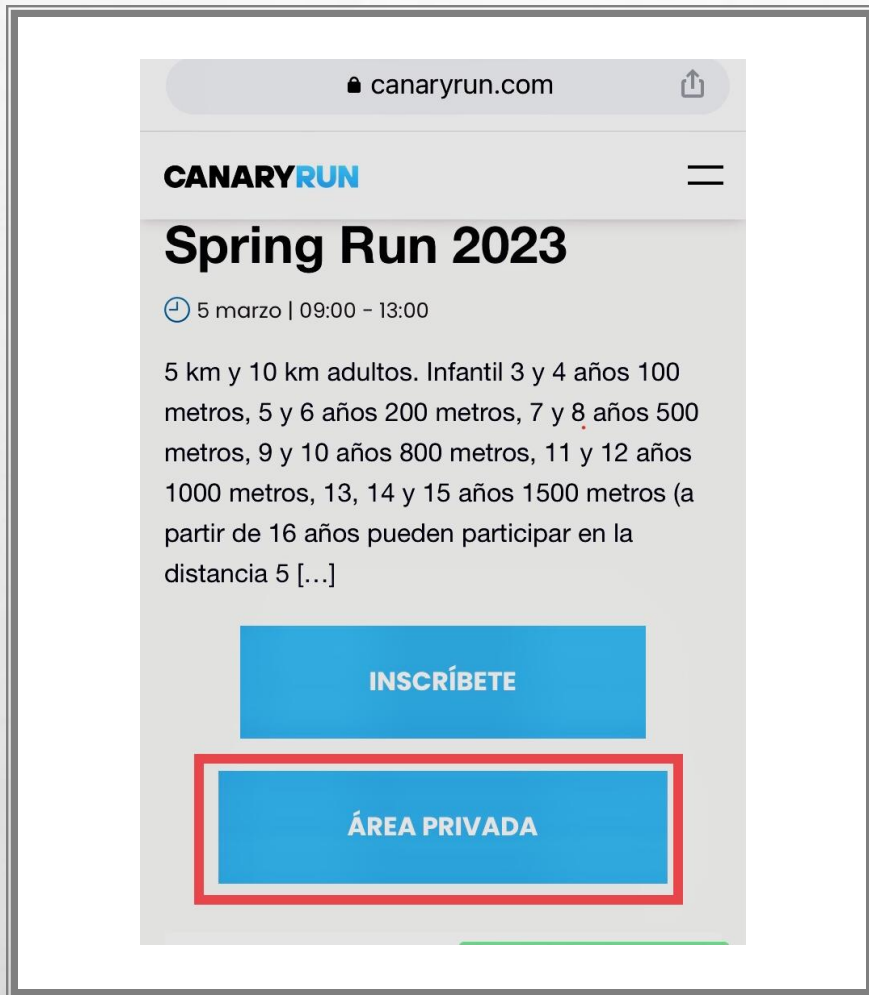 canaryrun.com
CANARYRUN
Spring Run 2023
5 marzo | 09:00 - 13:00
5 km y 10 km adultos. Infantil 3 y 4 años 100
metros, 5 y 6 años 200 metros, 7 y 8 años 500
metros, 9 y 10 años 800 metros, 11 y 12 años
1000 metros, 13, 14 y 15 años 1500 metros (a
partir de 16 años pueden participar en la
distancia 5 […]
INSCRÍBETE
ÁREA PRIVADA